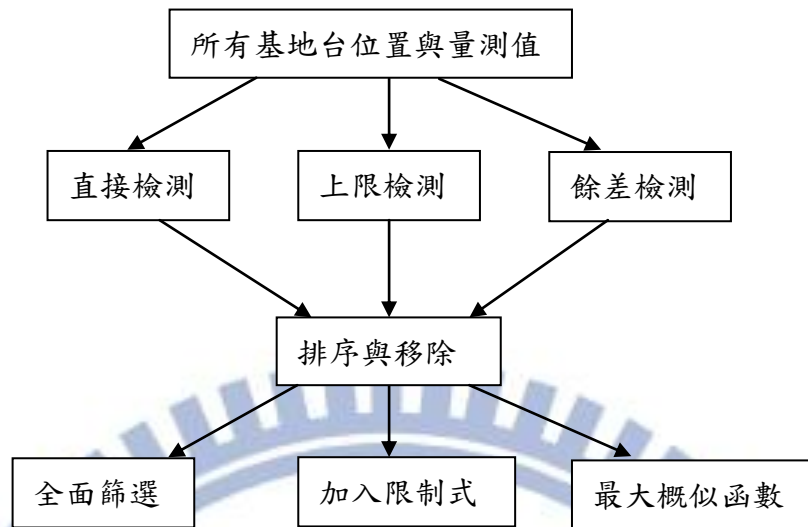 所有基地台位置與量測值
直接檢測
上限檢測
餘差檢測
排序與移除
全面篩選
加入限制式
最大概似函數